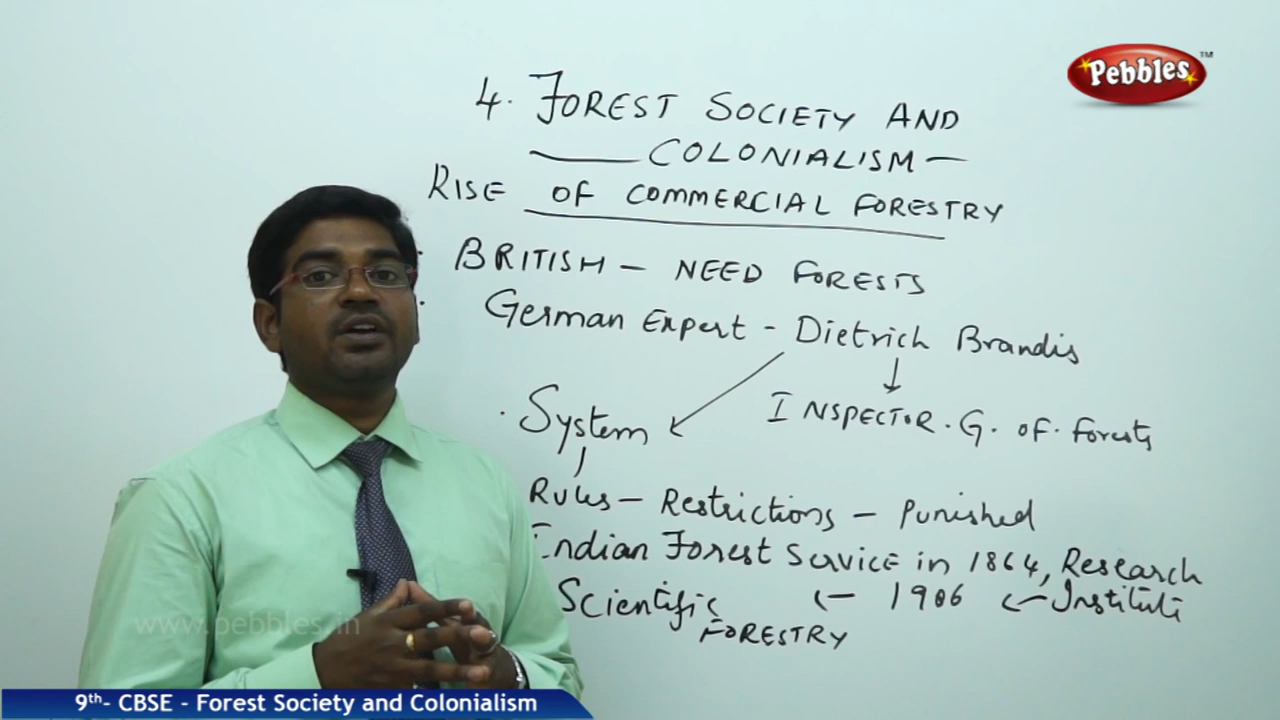 Pebbles™
4. FOREST SOCIETY AND
COLONIALISM
RISE OF COMMERCIAL FORESTRY
· BRITISH – NEED FORESTS
· German Expert - Dietrich Brandis
INSPECTOR. G. OF. Forests
· System
Rules – Restrictions – Punished
Indian Forest Service in 1864, Research
Scientific ← 1906 ← Institute
FORESTRY
www.pebbles.in
9th- CBSE - Forest Society and Colonialism